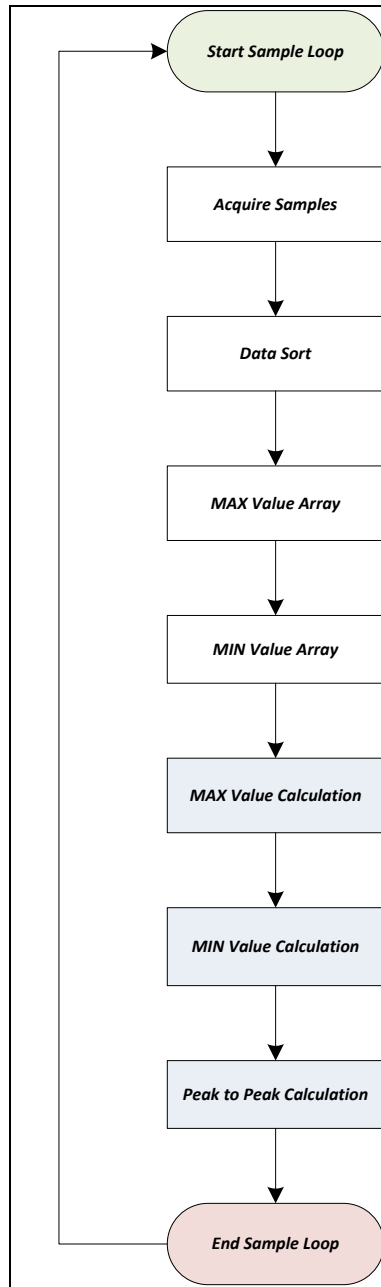 Start Sample Loop
Acquire Samples
Data Sort
MAX Value Array
MIN Value Array
MAX Value Calculation
MIN Value Calculation
Peak to Peak Calculation
End Sample Loop